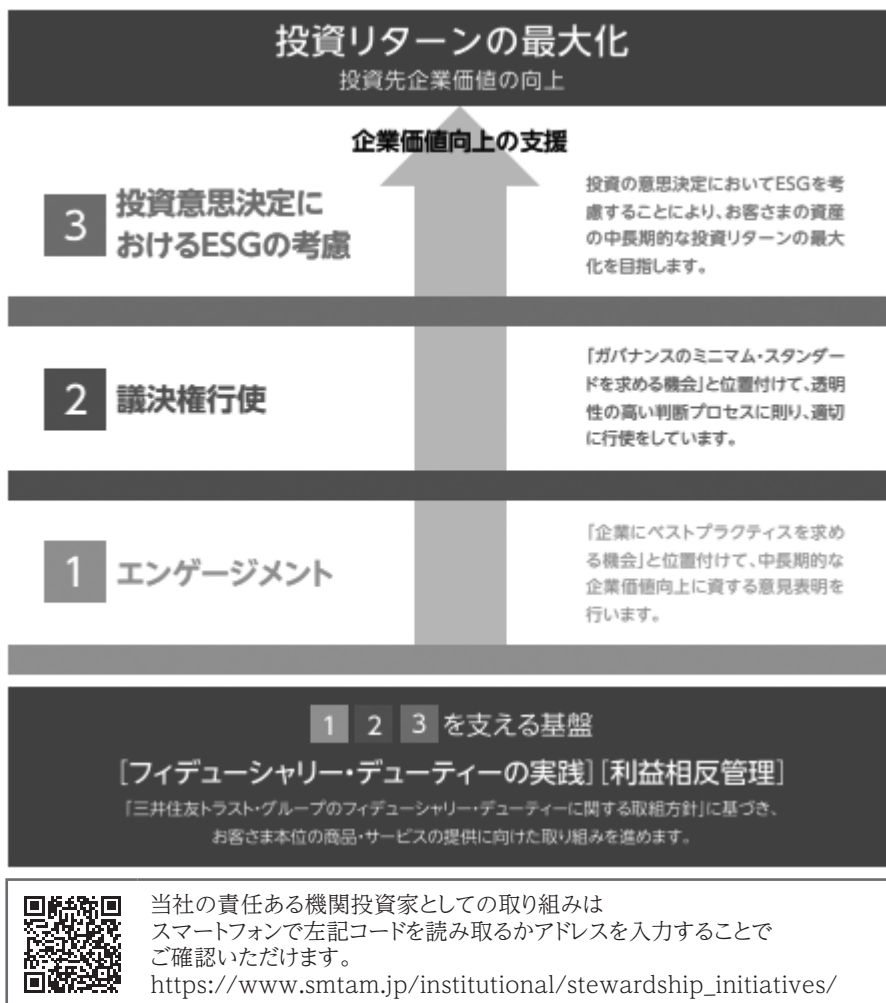 投資リターンの最大化
投資先企業価値の向上
企業価値向上の支援
3
投資意思決定に
おけるESGの考慮
投資の意思決定においてESGを考
慮することにより、お客さまの資産
の中長期的な投資リターンの最大
化を目指します。
2
議決権行使
「ガバナンスのミニマム・スタンダー
ドを求める機会」と位置付けて、透明
性の高い判断プロセスに則り、適切
に行使をしています。
1
エンゲージメント
「企業にベストプラクティスを求め
る機会」と位置付けて、中長期的な
企業価値向上に資する意見表明を
行います。
1 2 3 を支える基盤
[フィデューシャリー・デューティーの実践] [利益相反管理]
「三井住友トラスト・グループのフィデューシャリー・デューティーに関する取組方針」に基づき、
お客さま本位の商品・サービスの提供に向けた取り組みを進めます。
当社の責任ある機関投資家としての取り組みは
スマートフォンで左記コードを読み取るかアドレスを入力することで
ご確認いただけます。
https://www.smtam.jp/institutional/stewardship_initiatives/